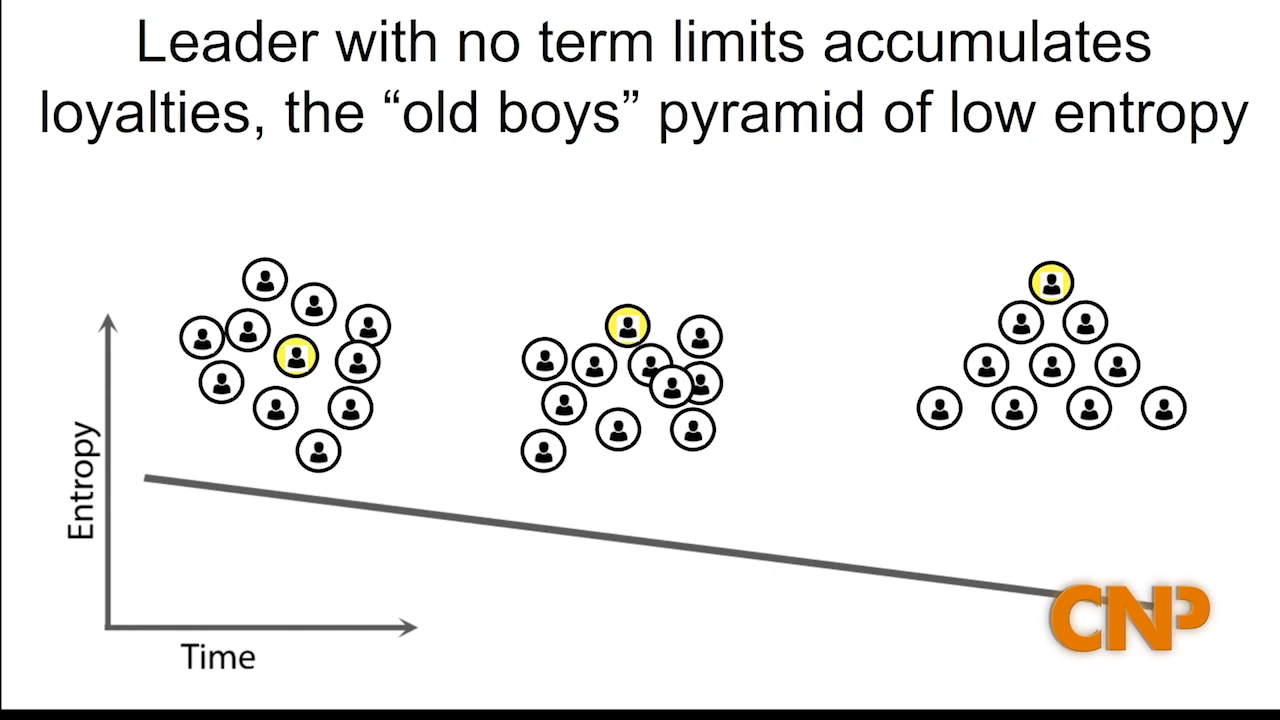 Leader with no term limits accumulates
loyalties, the “old boys” pyramid of low entropy
Entropy
Time
CNP